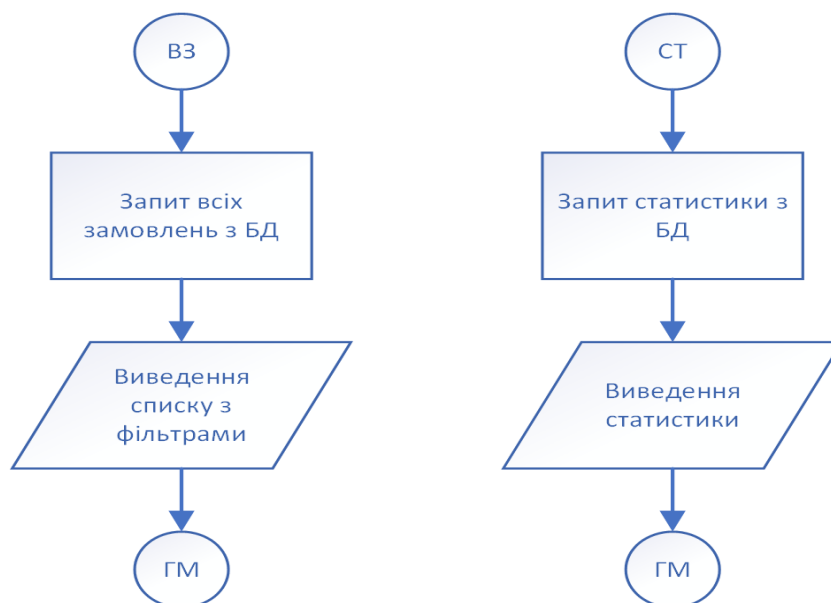 ВЗ
Запит всіх
замовлень з БД
Виведення
списку з
фільтрами
ГМ
СТ
Запит статистики з
БД
Виведення
статистики
ГМ